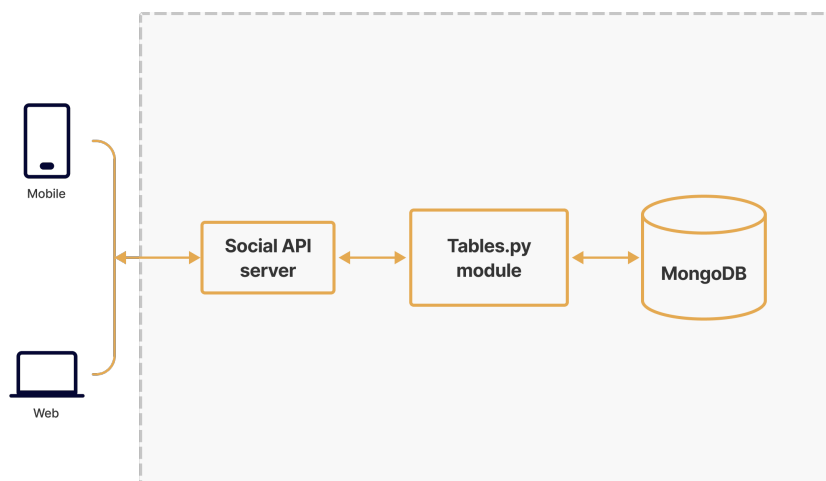 Mobile
Social API
server
Tables.py
module
MongoDB
Web